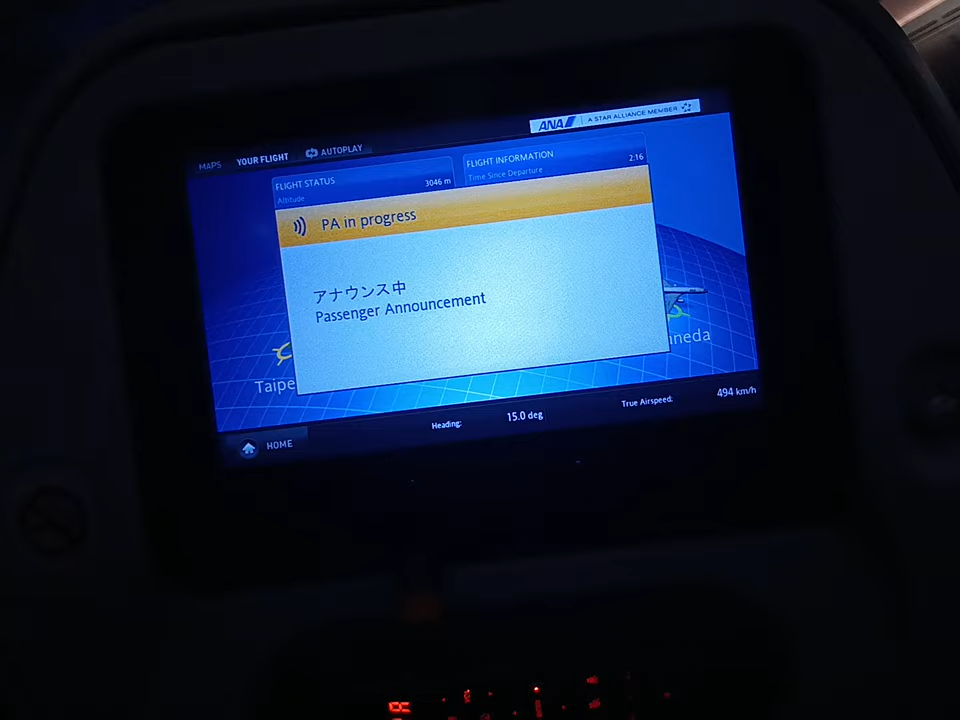 ANA A STAR ALLIANCE MEMBER
MAPS YOUR FLIGHT AUTOPLAY
FLIGHT STATUS
Altitude 3046 m
FLIGHT INFORMATION
Time Since Departure 2:16
PA in progress
アナウンス中
Passenger Announcement
Taipe
neda
Heading: 15.0 deg True Airspeed: 494 km/h
HOME